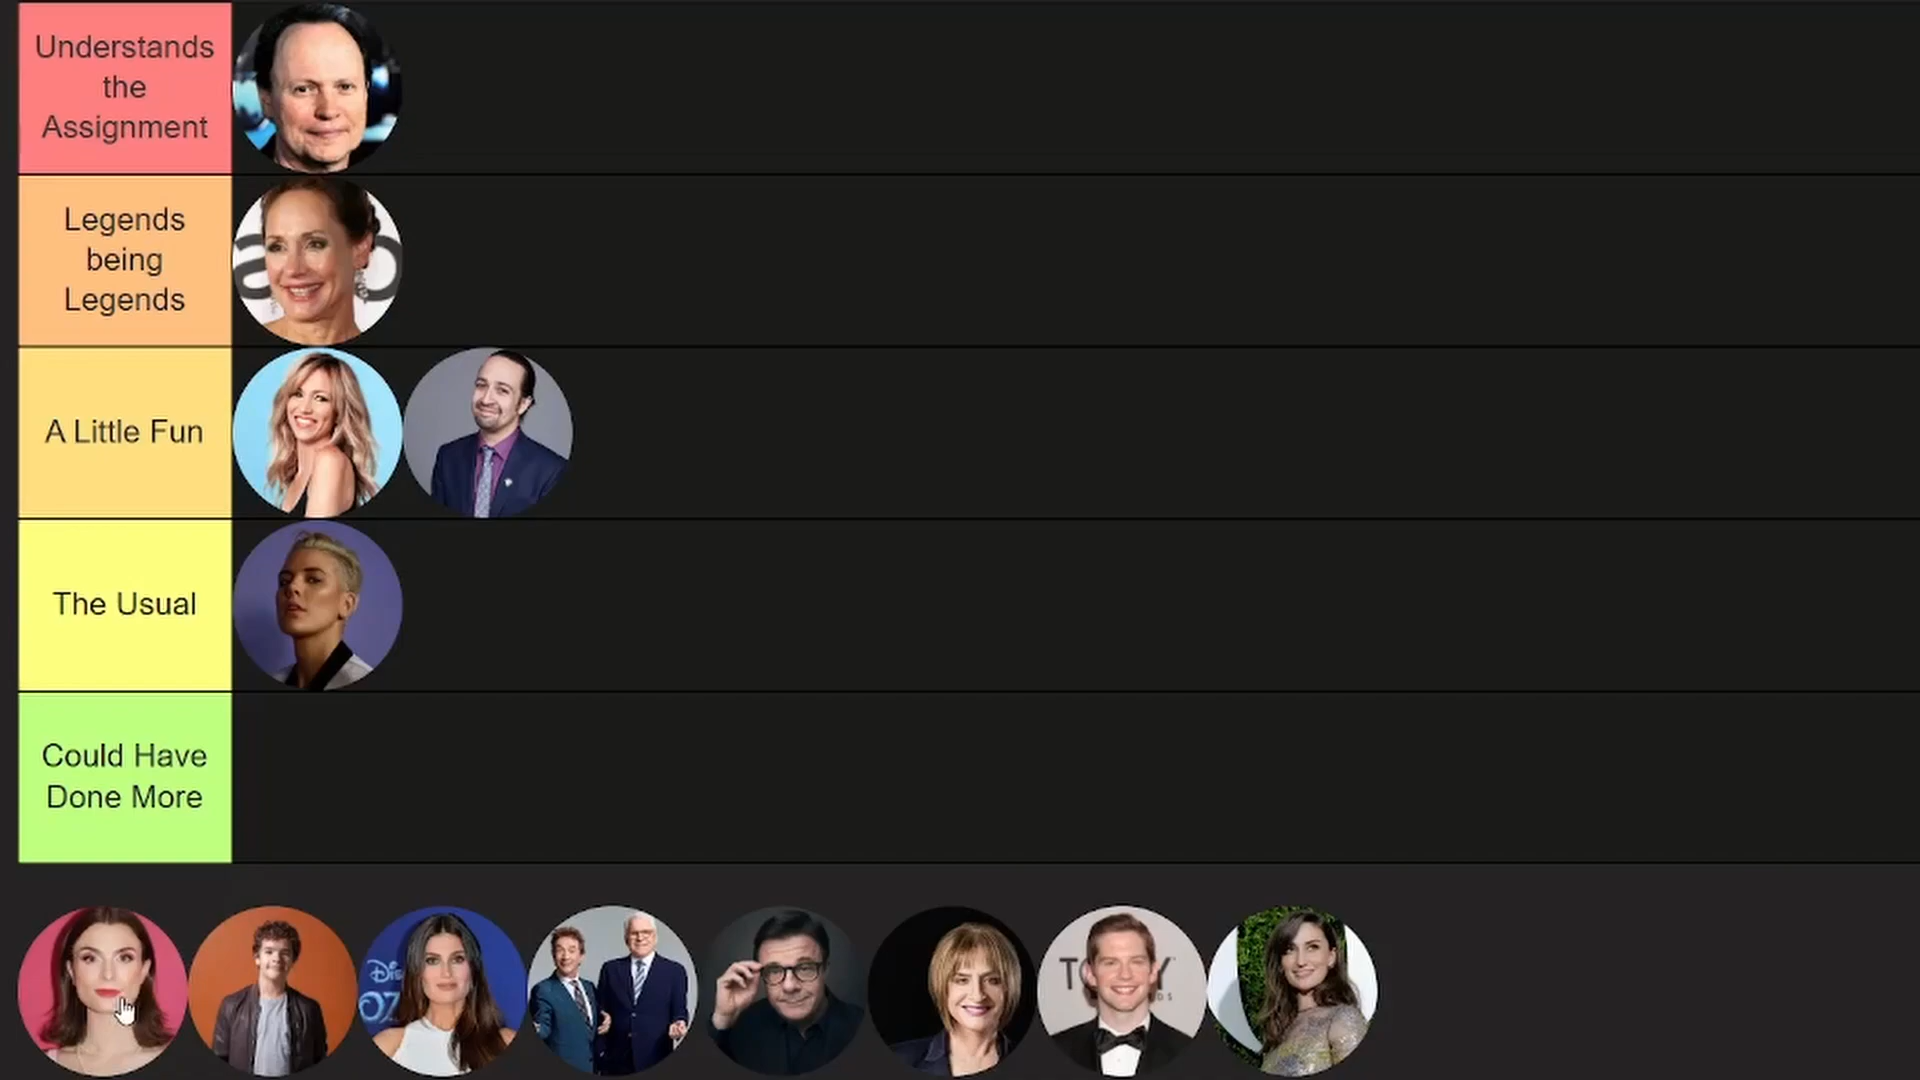 Understands
the
Assignment
Legends
being
Legends
A Little Fun
The Usual
Could Have
Done More